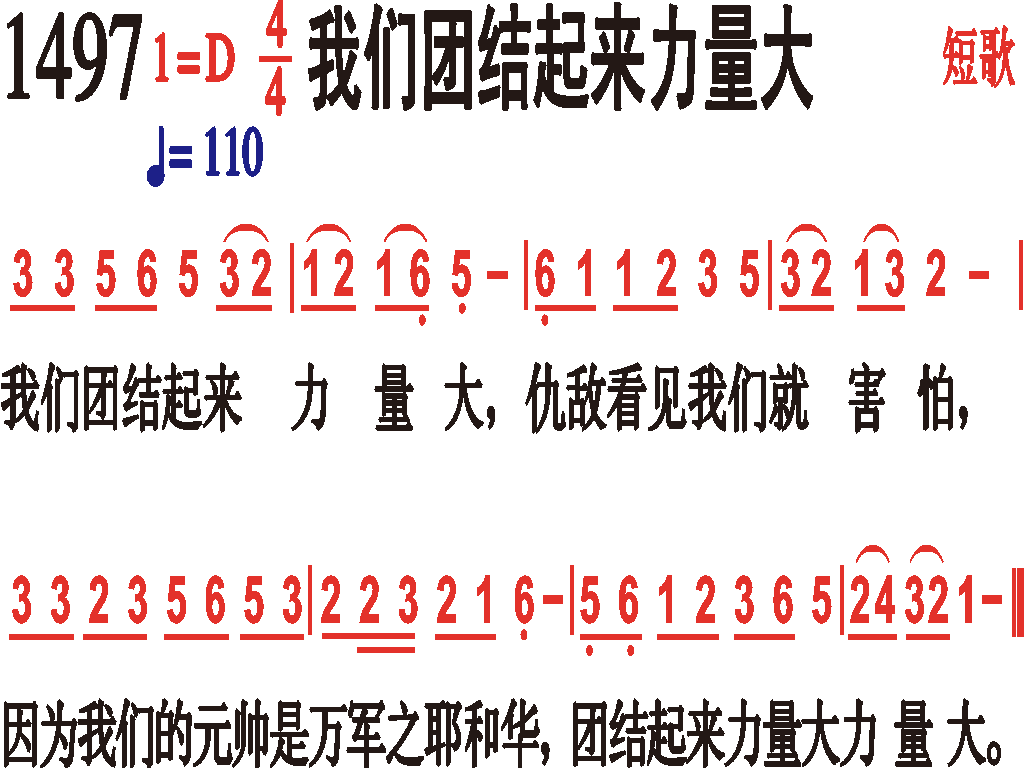 1497 1=D 4/4 我们团结起来力量大 短歌
♩= 110
3 3 5 6 5 3 2 | 1 2 1 6̣ 5̣ – | 6̣ 1 1 2 3 5 | 3 2 1 3 2 – |
我们团结起来 力 量 大，仇敌看见我们就 害 怕，
3 3 2 3 5 6 5 3 | 2 2 3 2 1 6̣ – | 5̣ 6̣ 1 2 3 6 5 | 2 4 3 2 1 – ‖
因为我们的元帅是万军之耶和华，团结起来力量大力 量 大。